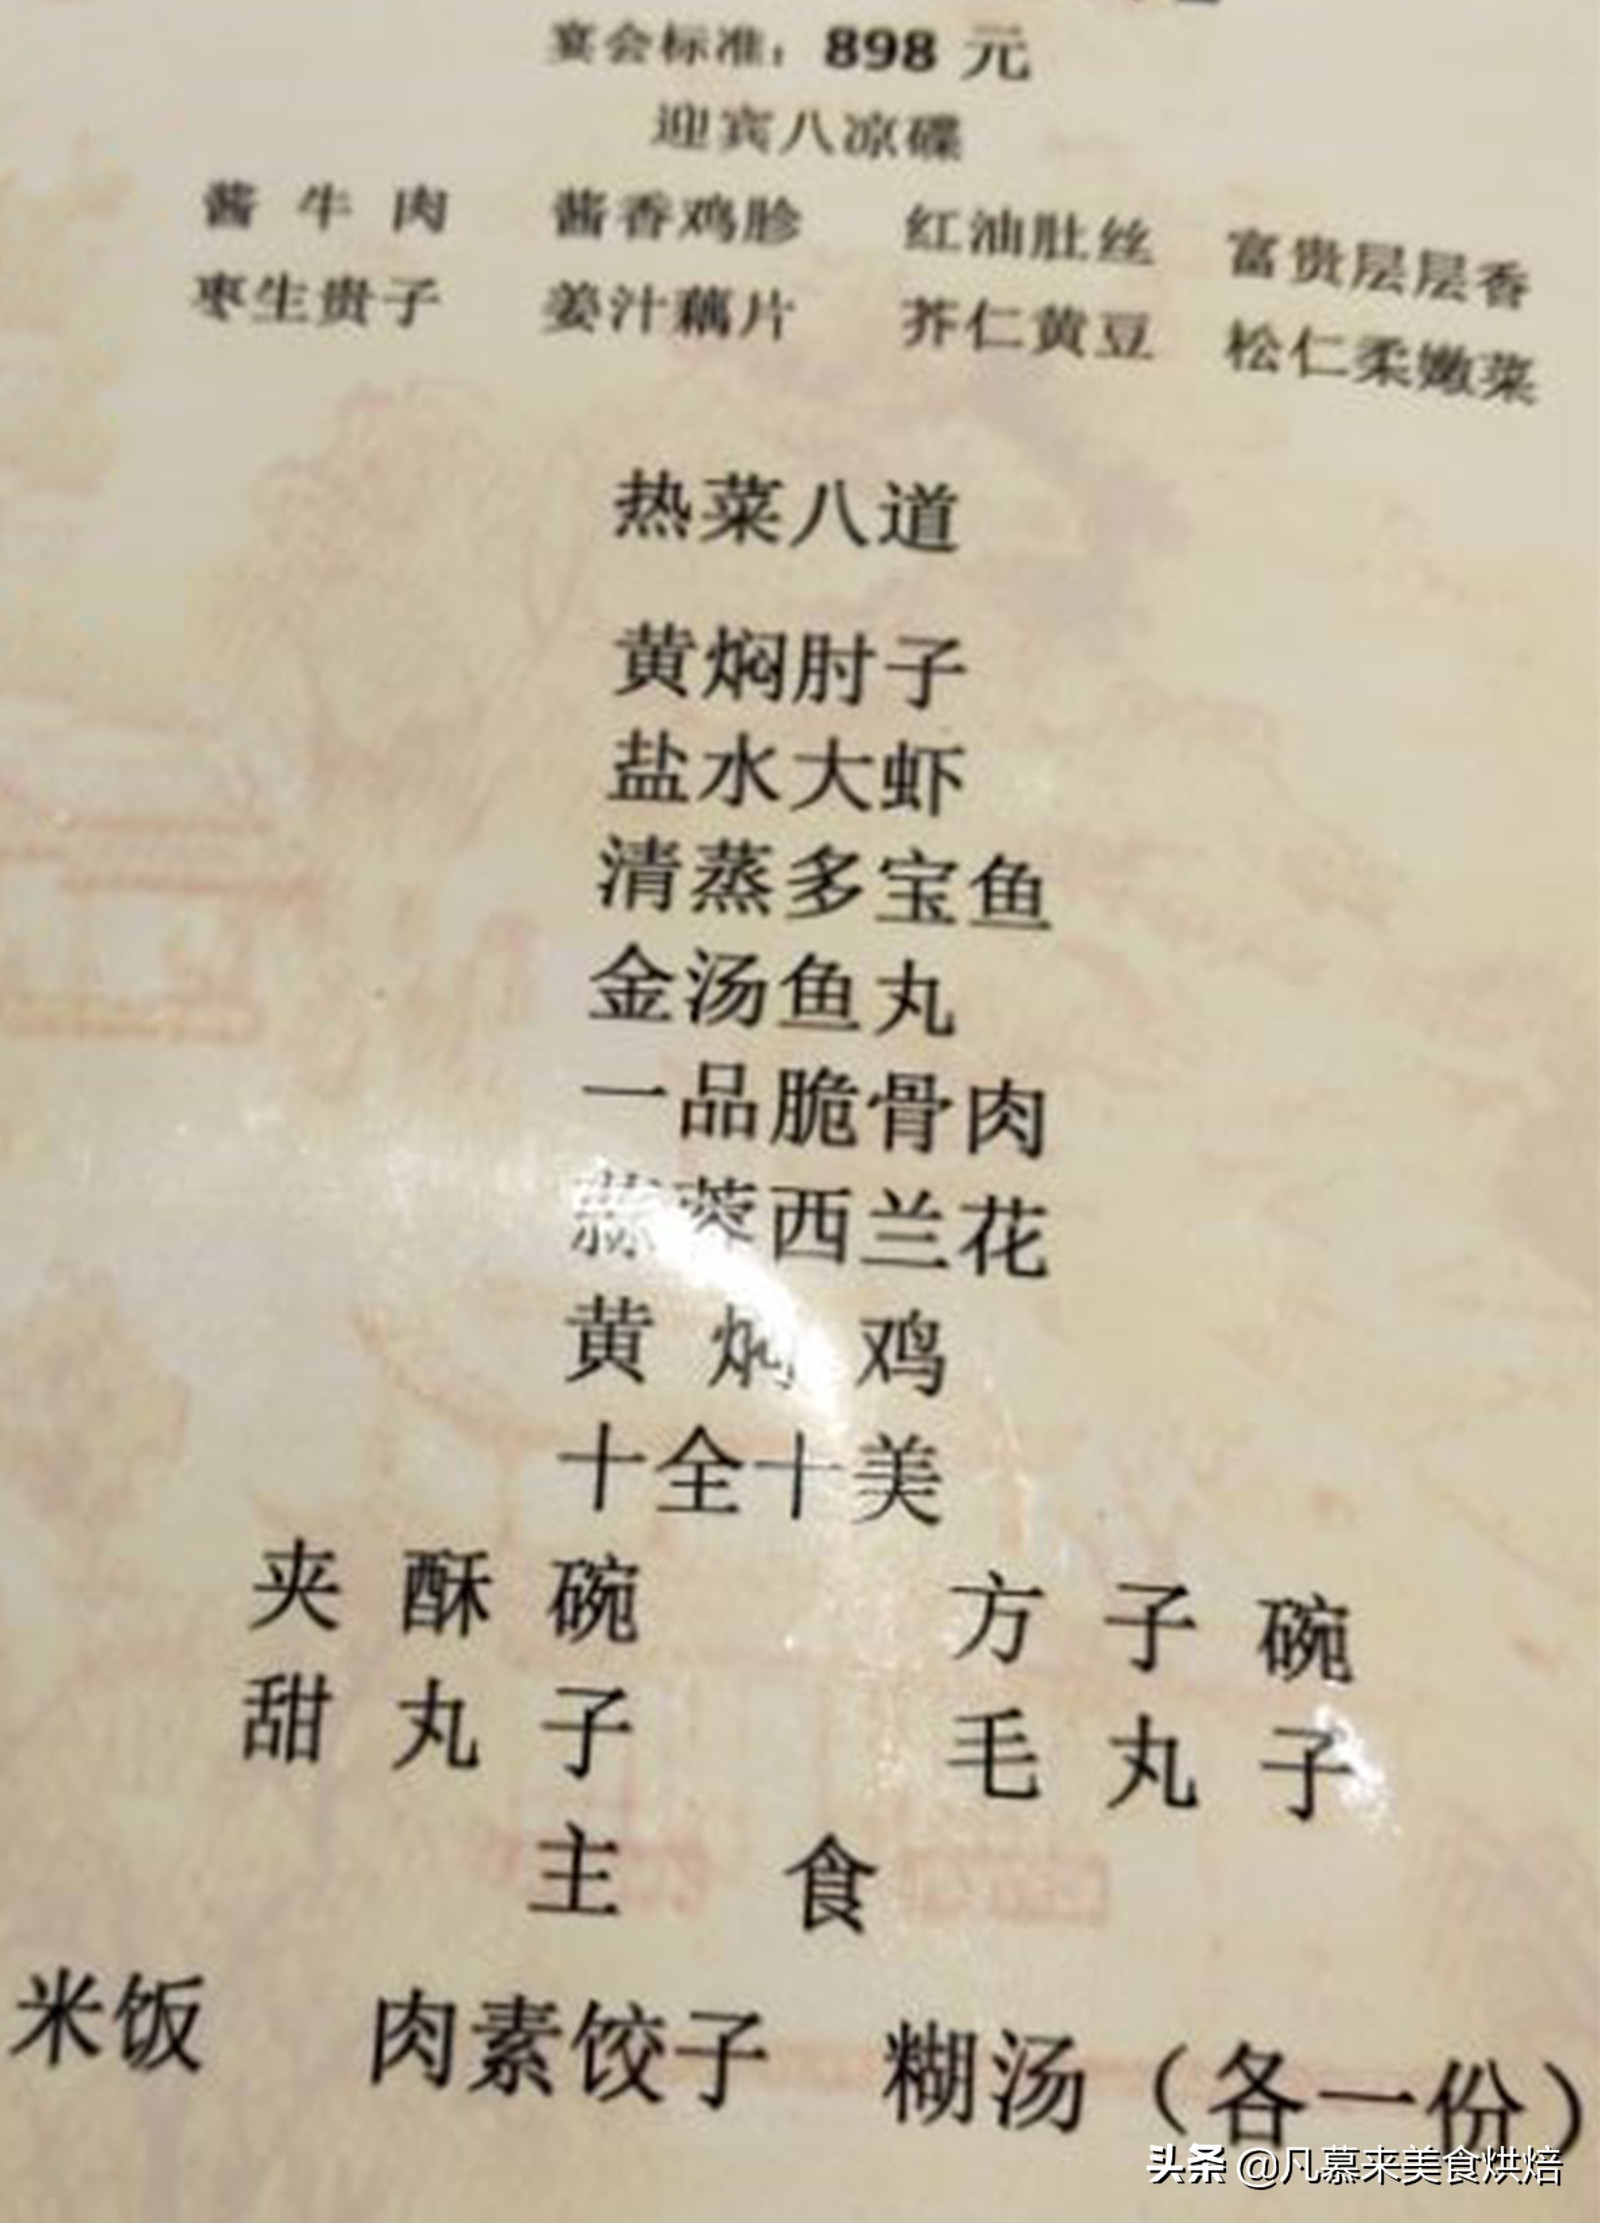 宴会标准：898 元
迎宾八凉碟
酱 牛 肉 酱香鸡胗 红油肚丝 富贵层层香
枣生贵子 姜汁藕片 芥仁黄豆 松仁柔嫩菜
热菜八道
黄焖肘子
盐水大虾
清蒸多宝鱼
金汤鱼丸
一品脆骨肉
蒜蓉西兰花
黄 焖 鸡
十全十美
夹 酥 碗 方 子 碗
甜 丸 子 毛 丸 子
主 食
米饭 肉素饺子 糊汤（各一份）
头条 @凡慕来美食烘焙